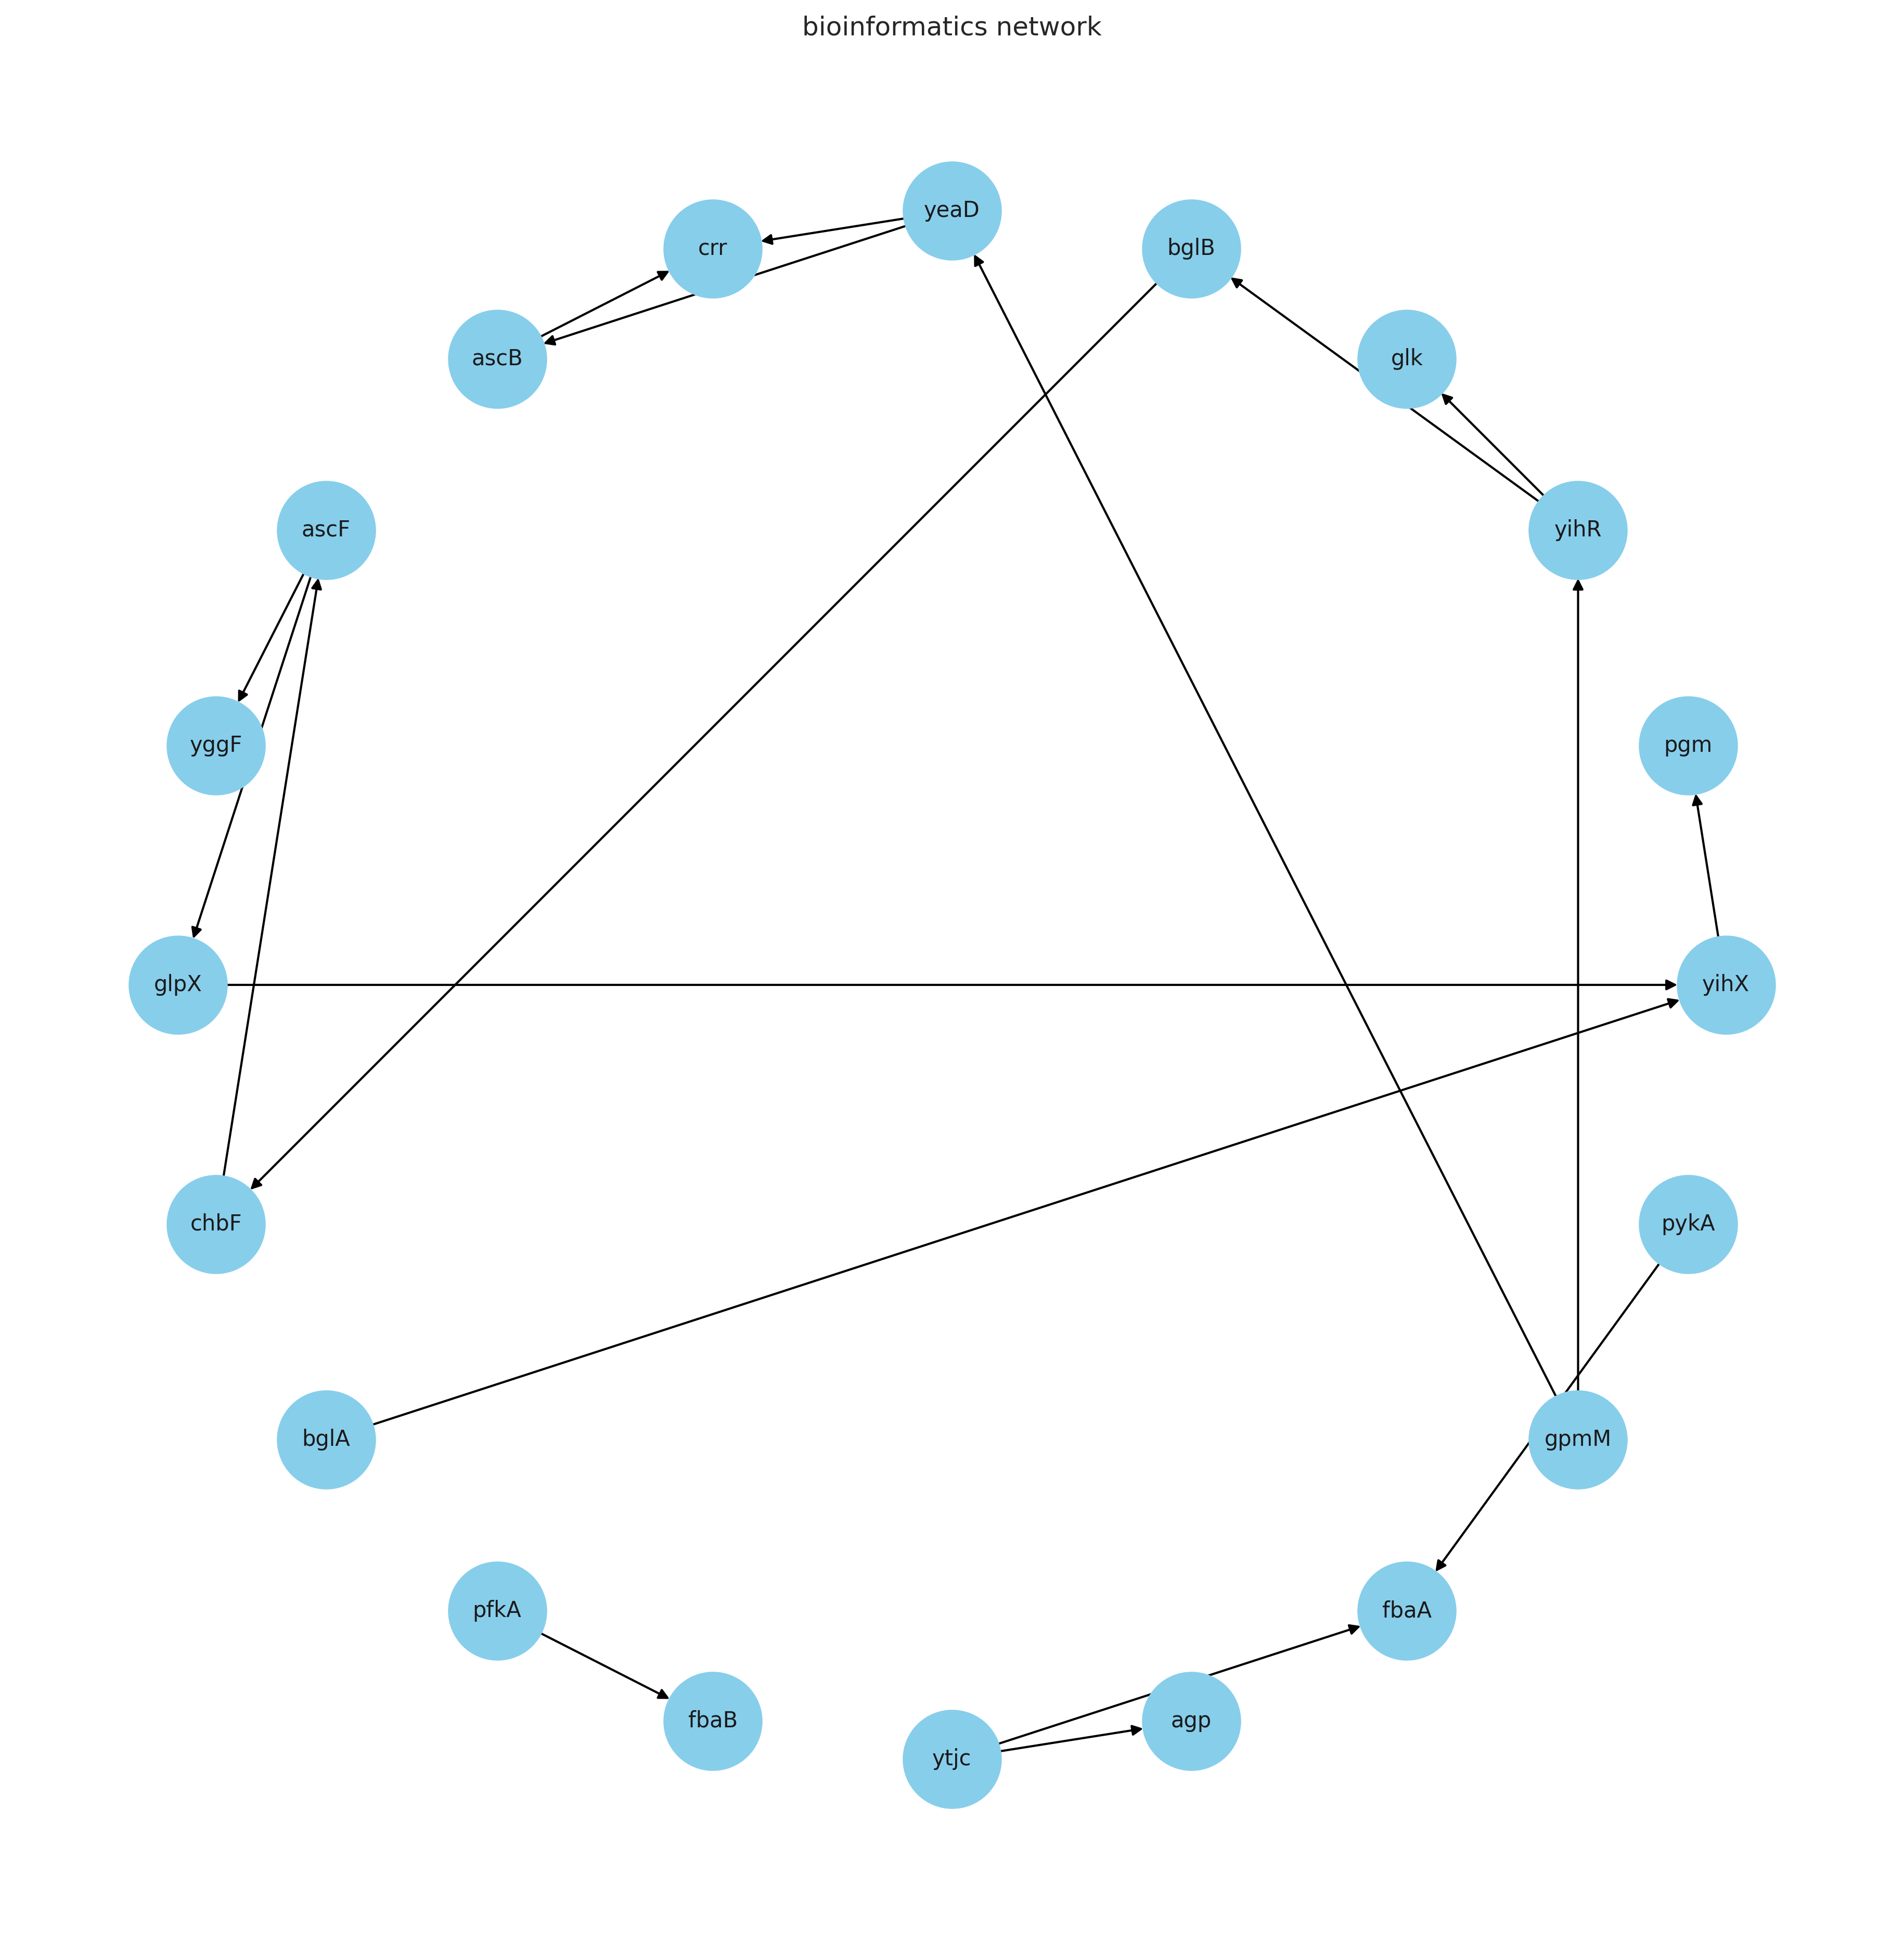 bioinformatics network
yeaD
crr
bglB
ascB
glk
ascF
yihR
yggF
pgm
glpX
yihX
chbF
pykA
bglA
gpmM
pfkA
fbaA
fbaB
agp
ytjc